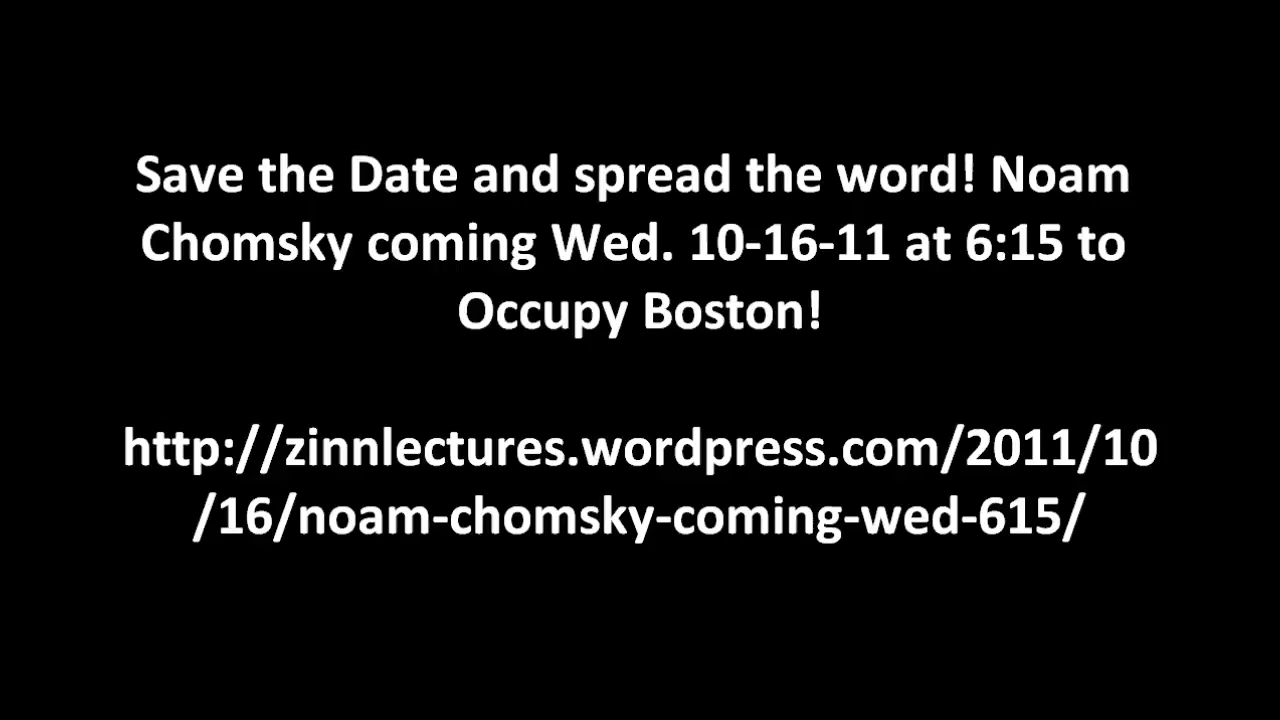 Save the Date and spread the word! Noam
Chomsky coming Wed. 10-16-11 at 6:15 to
Occupy Boston!
http://zinnlectures.wordpress.com/2011/10
/16/noam-chomsky-coming-wed-615/